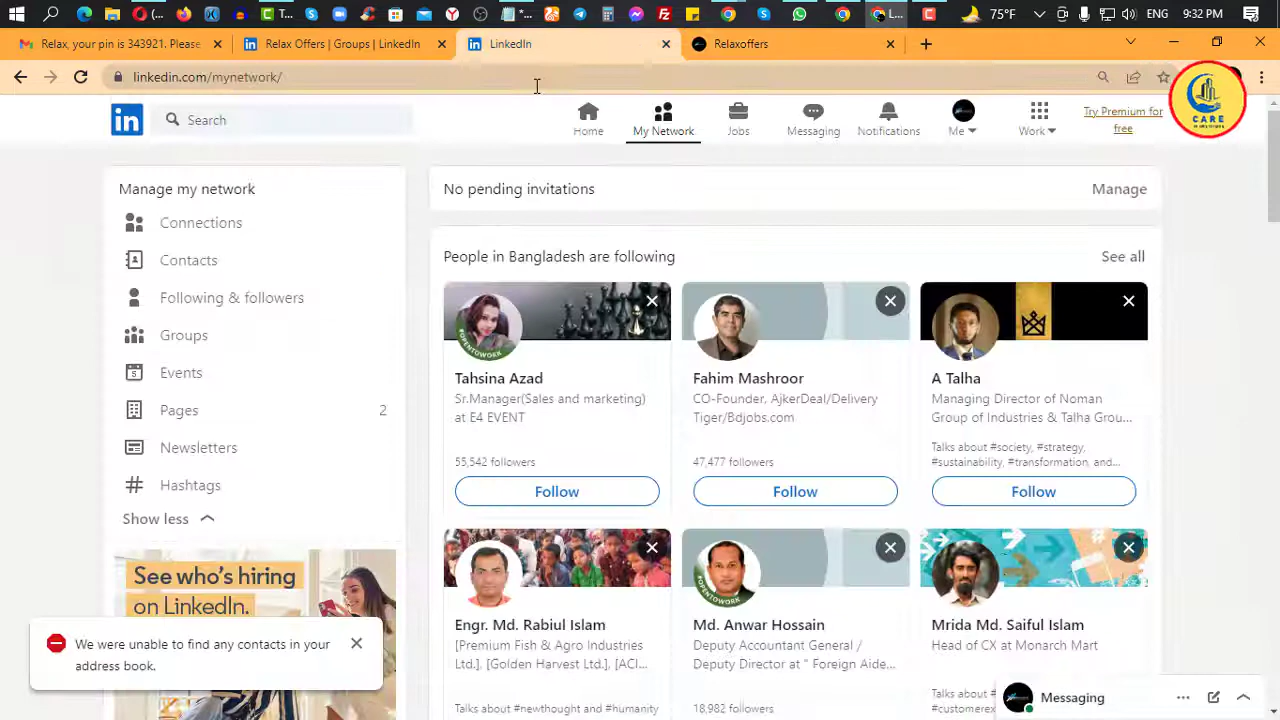 Relax, your pin is 343921. Please
Relax Offers | Groups | LinkedIn
LinkedIn
Relaxoffers
75°F
ENG
9:32 PM
linkedin.com/mynetwork/
Search
Home
My Network
Jobs
Messaging
Notifications
Me
Work
Try Premium for
free
CARE
Manage my network
Connections
Contacts
Following & followers
Groups
Events
Pages
2
Newsletters
Hashtags
Show less
See who's hiring
on LinkedIn.
We were unable to find any contacts in your
address book.
No pending invitations
Manage
People in Bangladesh are following
See all
#OPENTOWORK
Tahsina Azad
Sr.Manager(Sales and marketing)
at E4 EVENT
55,542 followers
Follow
Fahim Mashroor
CO-Founder, AjkerDeal/Delivery
Tiger/Bdjobs.com
47,477 followers
Follow
A Talha
Managing Director of Noman
Group of Industries & Talha Grou...
Talks about #society, #strategy,
#sustainability, #transformation, and...
Follow
Engr. Md. Rabiul Islam
[Premium Fish & Agro Industries
Ltd.], [Golden Harvest Ltd.], [ACI...
Talks about #newthought and #humanity
#OPENTOWORK
Md. Anwar Hossain
Deputy Accountant General /
Deputy Director at " Foreign Aide...
18,982 followers
Mrida Md. Saiful Islam
Head of CX at Monarch Mart
Talks about #
#customerex
Messaging